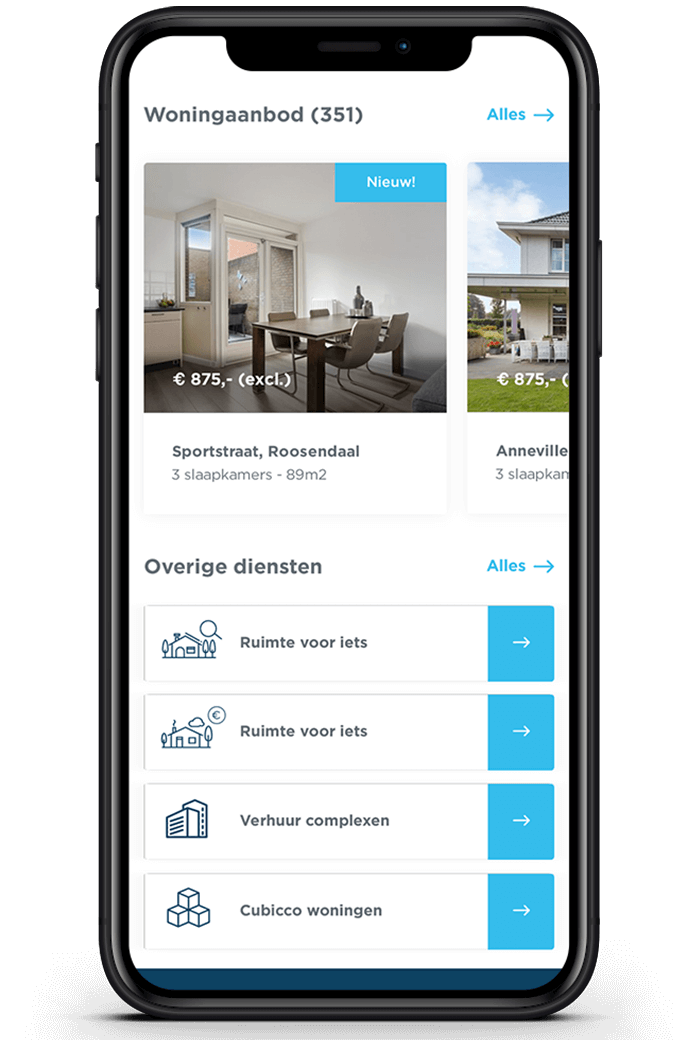 Woningaanbod (351)
Alles
Nieuw!
€ 875,- (excl.)
Sportstraat, Roosendaal
3 slaapkamers - 89m2
€ 875,- (
Anneville
3 slaapkam
Overige diensten
Alles
Ruimte voor iets
€
Ruimte voor iets
Verhuur complexen
Cubicco woningen